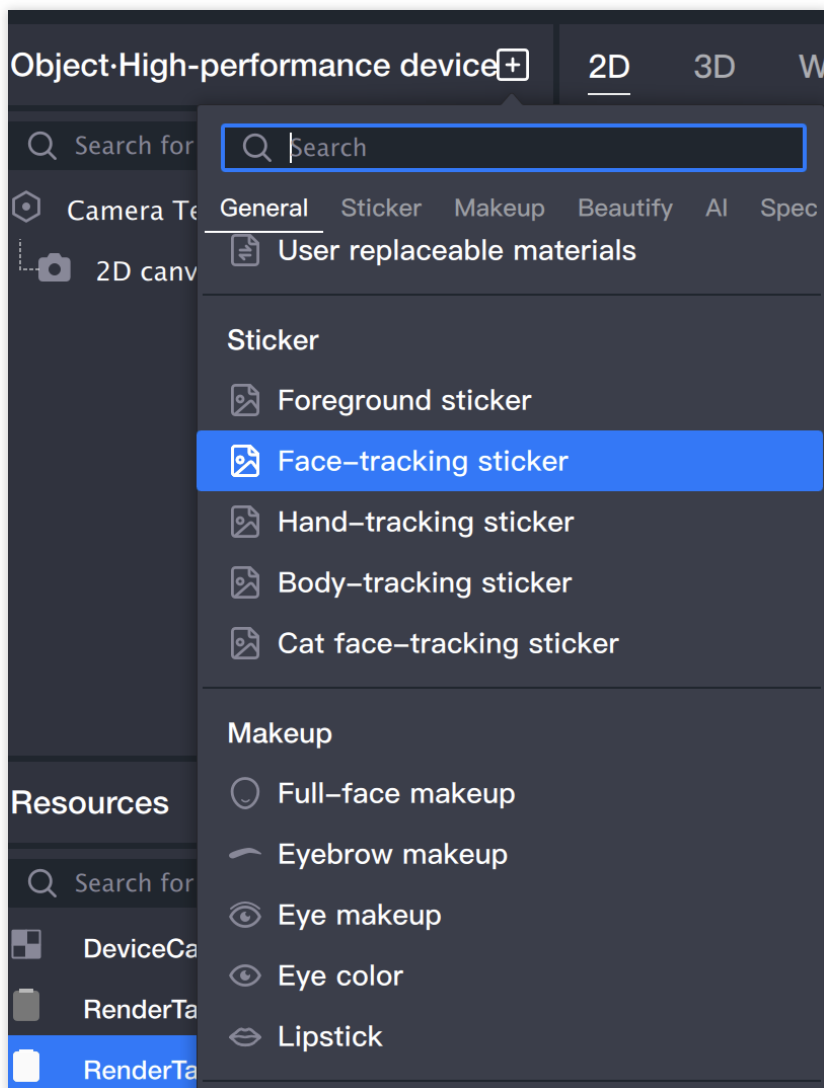 Object·High-performance device
2D 3D W
Search for
Search
Camera Te
General Sticker Makeup Beautify AI Spec
2D canv
User replaceable materials
Sticker
Foreground sticker
Face-tracking sticker
Hand-tracking sticker
Body-tracking sticker
Cat face-tracking sticker
Makeup
Full-face makeup
Resources
Eyebrow makeup
Search for
Eye makeup
DeviceCa
Eye color
RenderTa
Lipstick
RenderTa